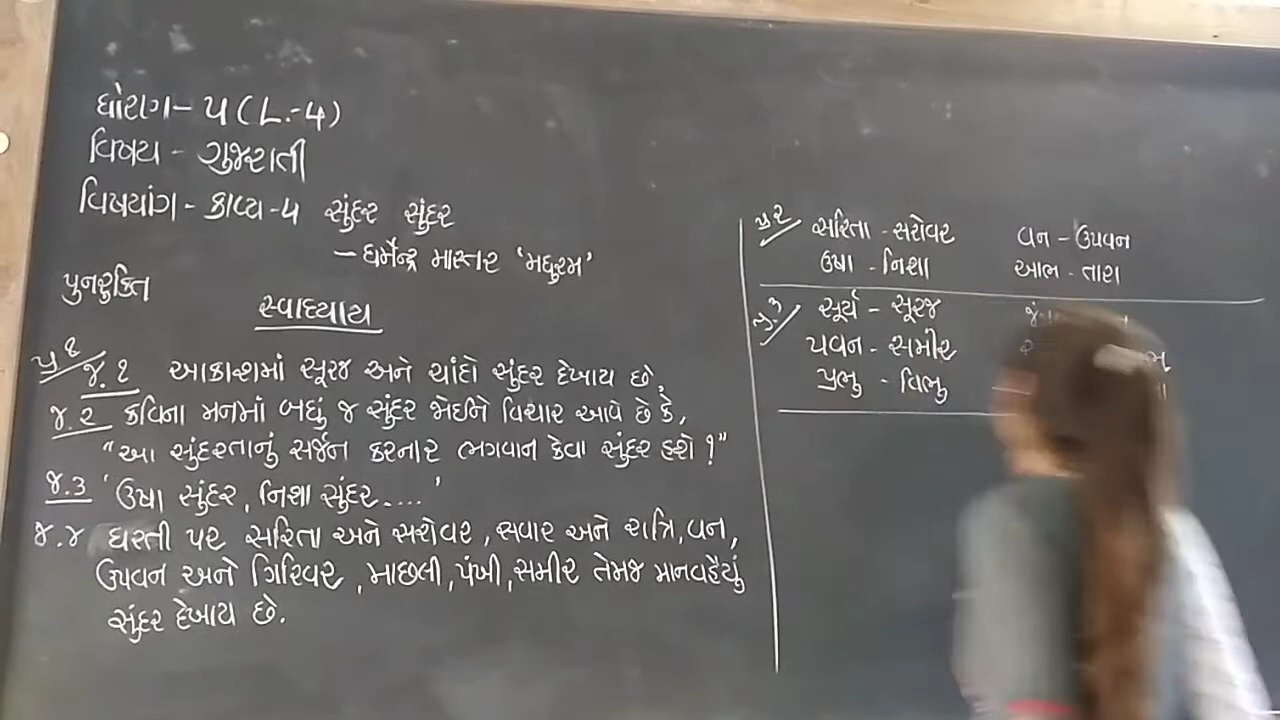 ધોરણ - ૫ (L.-4)
વિષય - ગુજરાતી
વિષયાંગ - કાવ્ય-૫ સુંદર સુંદર
- ધર્મેન્દ્ર માસ્તર 'મધુરમ'
પુનરુક્તિ
સ્વાધ્યાય
પ્ર ૧
જ.૧ આકાશમાં સૂરજ અને ચાંદો સુંદર દેખાય છે.
જ.૨ કવિના મનમાં બધું જ સુંદર જોઈને વિચાર આવે છે કે,
"આ સુંદરતાનું સર્જન કરનાર ભગવાન કેવા સુંદર હશે ?"
જ.૩ 'ઉષા સુંદર, નિશા સુંદર....'
જ.૪ ધરતી પર સરિતા અને સરોવર, સવાર અને રાત્રિ, વન,
ઉપવન અને ગિરિવર, માછલી, પંખી, સમીર તેમજ માનવહૈયું
સુંદર દેખાય છે.
પ્ર ૨ સરિતા - સરોવર વન - ઉપવન
ઉષા - નિશા આભ - તારા
પ્ર.૩ સૂર્ય - સૂરજ
પવન - સમીર
પ્રભુ - વિભુ